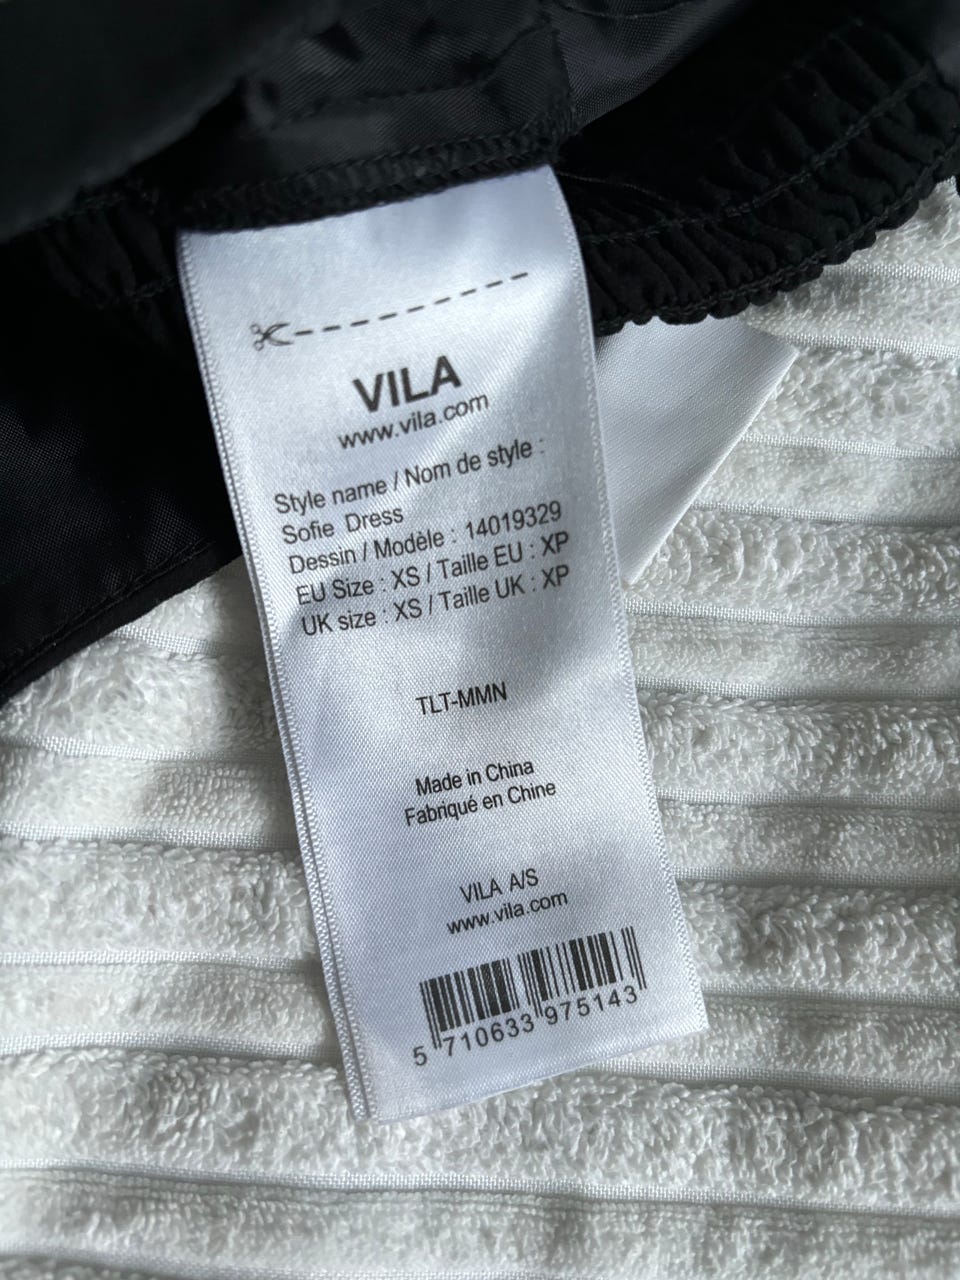 VILA
www.vila.com
Style name / Nom de style :
Sofie Dress
Dessin / Modèle : 14019329
EU Size : XS / Taille EU : XP
UK size : XS / Taille UK : XP
TLT-MMN
Made in China
Fabriqué en Chine
VILA A/S
www.vila.com
5 710633 975143